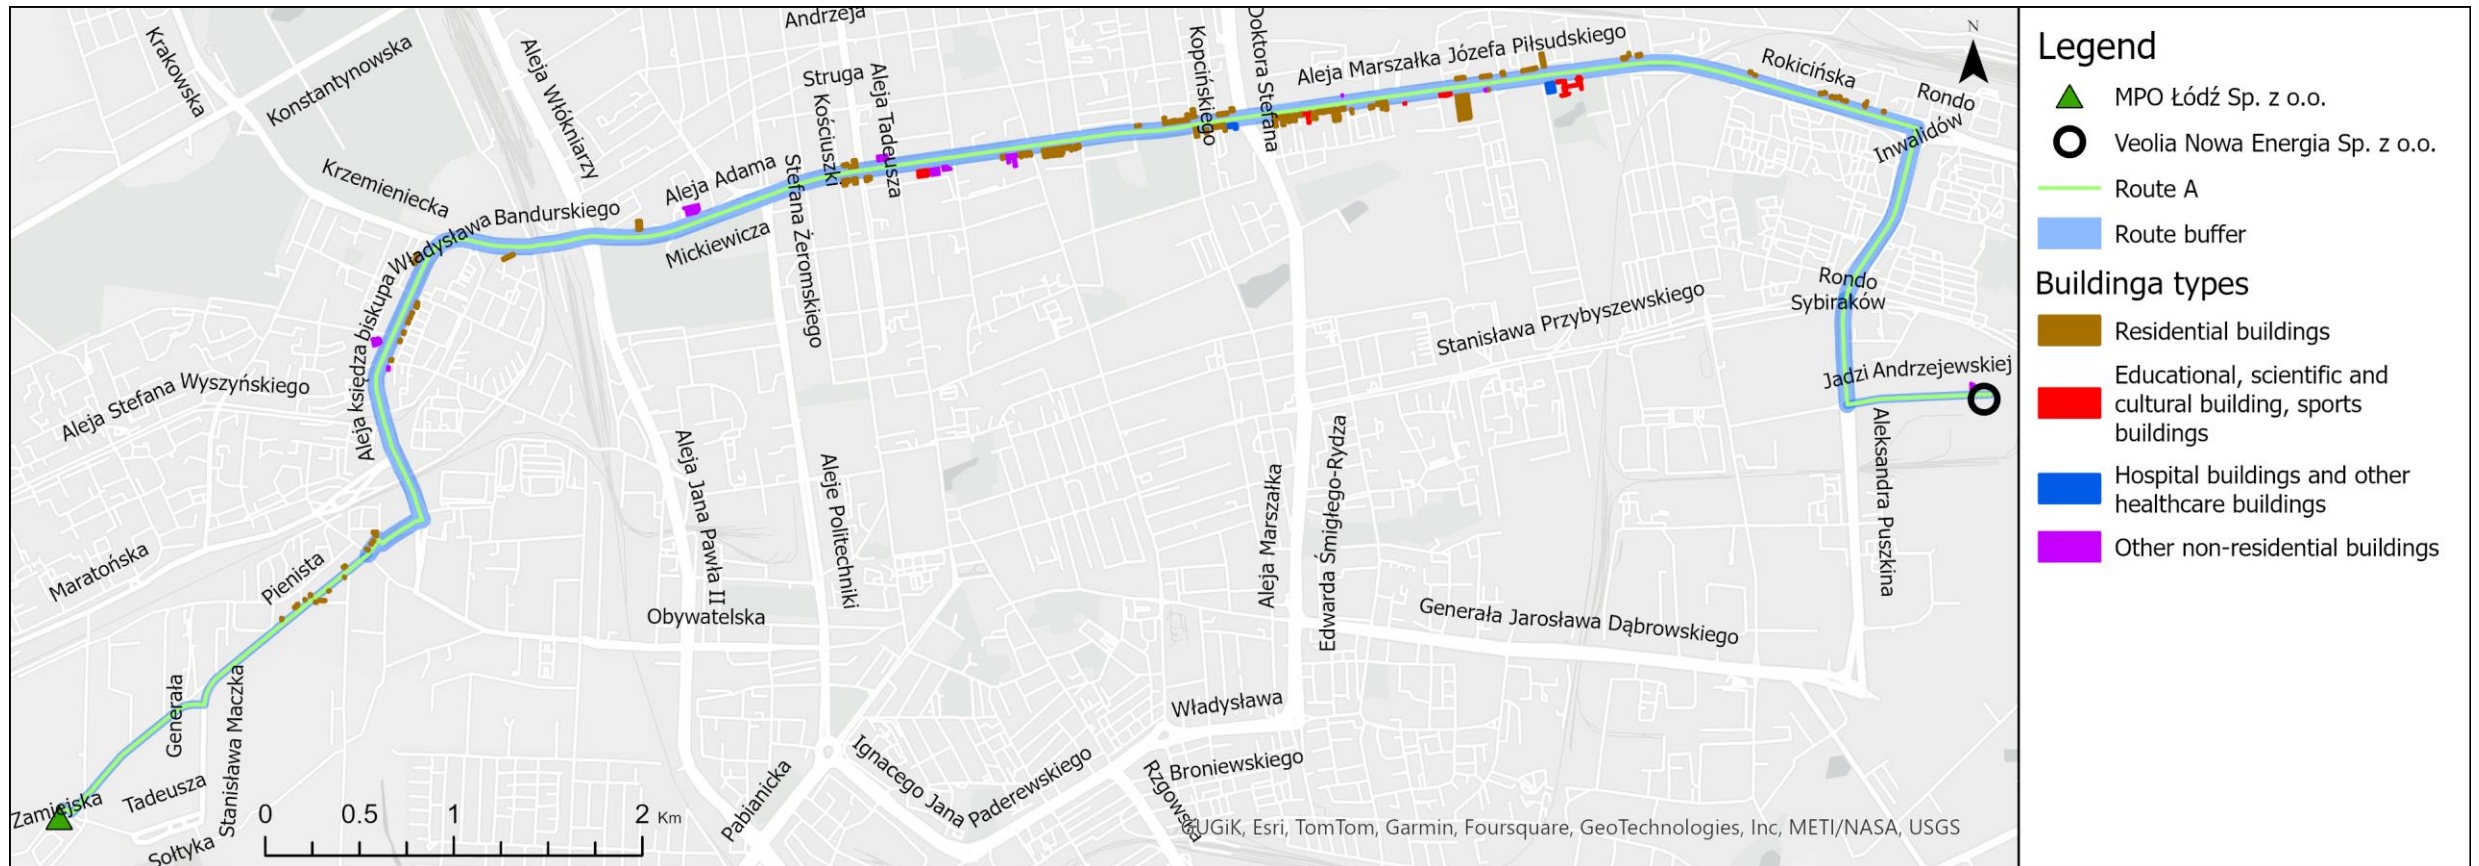 Andrzeja
Krakowska
Konstantynowska
Aleja Włókniarzy
Struga
Kościuszki
Aleja Tadeusza
Kopcińskiego
Doktora Stefana
Aleja Marszałka Józefa Piłsudskiego
Rokicińska
Rondo
Inwalidów
N
Krzemieniecka
Aleja Adama
Mickiewicza
Stefana Żeromskiego
Władysława
Bandurskiego
Aleja księdza biskupa
Aleja Stefana Wyszyńskiego
Rondo
Sybiraków
Stanisława Przybyszewskiego
Jadzi Andrzejewskiej
Aleksandra Puszkina
Aleja Jana Pawła II
Aleje Politechniki
Aleja Marszałka
Edwarda Śmigłego-Rydza
Maratońska
Pienista
Obywatelska
Generała Jarosława Dąbrowskiego
Generała
Stanisława Maczka
Władysława
Broniewskiego
Zamiejska
Tadeusza
Sołtyka
Pabianicka
Ignacego Jana
Paderewskiego
Rzgowska
0 0.5 1 2 Km
GUGiK, Esri, TomTom, Garmin, Foursquare, GeoTechnologies, Inc, METI/NASA, USGS
Legend
MPO Łódź Sp. z o.o.
Veolia Nowa Energia Sp. z o.o.
Route A
Route buffer
Buildinga types
Residential buildings
Educational, scientific and
cultural building, sports
buildings
Hospital buildings and other
healthcare buildings
Other non-residential buildings